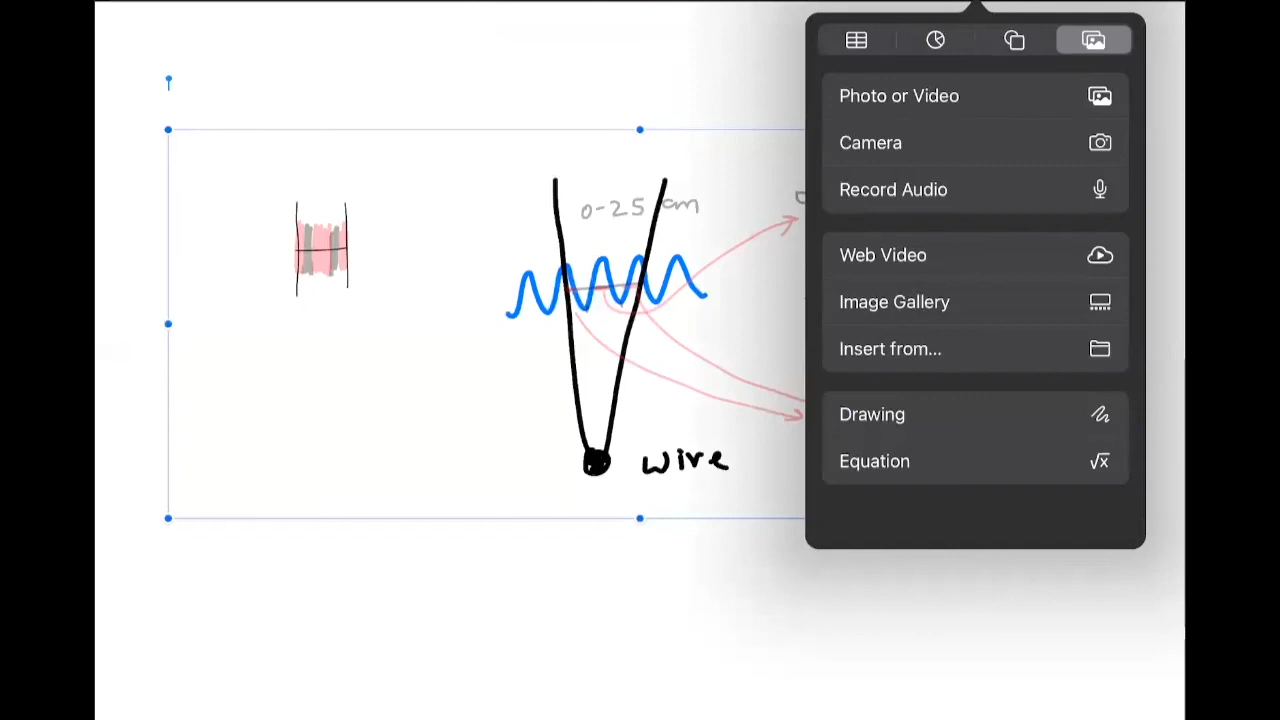 0-25 cm
wire
Photo or Video
Camera
Record Audio
Web Video
Image Gallery
Insert from...
Drawing
Equation